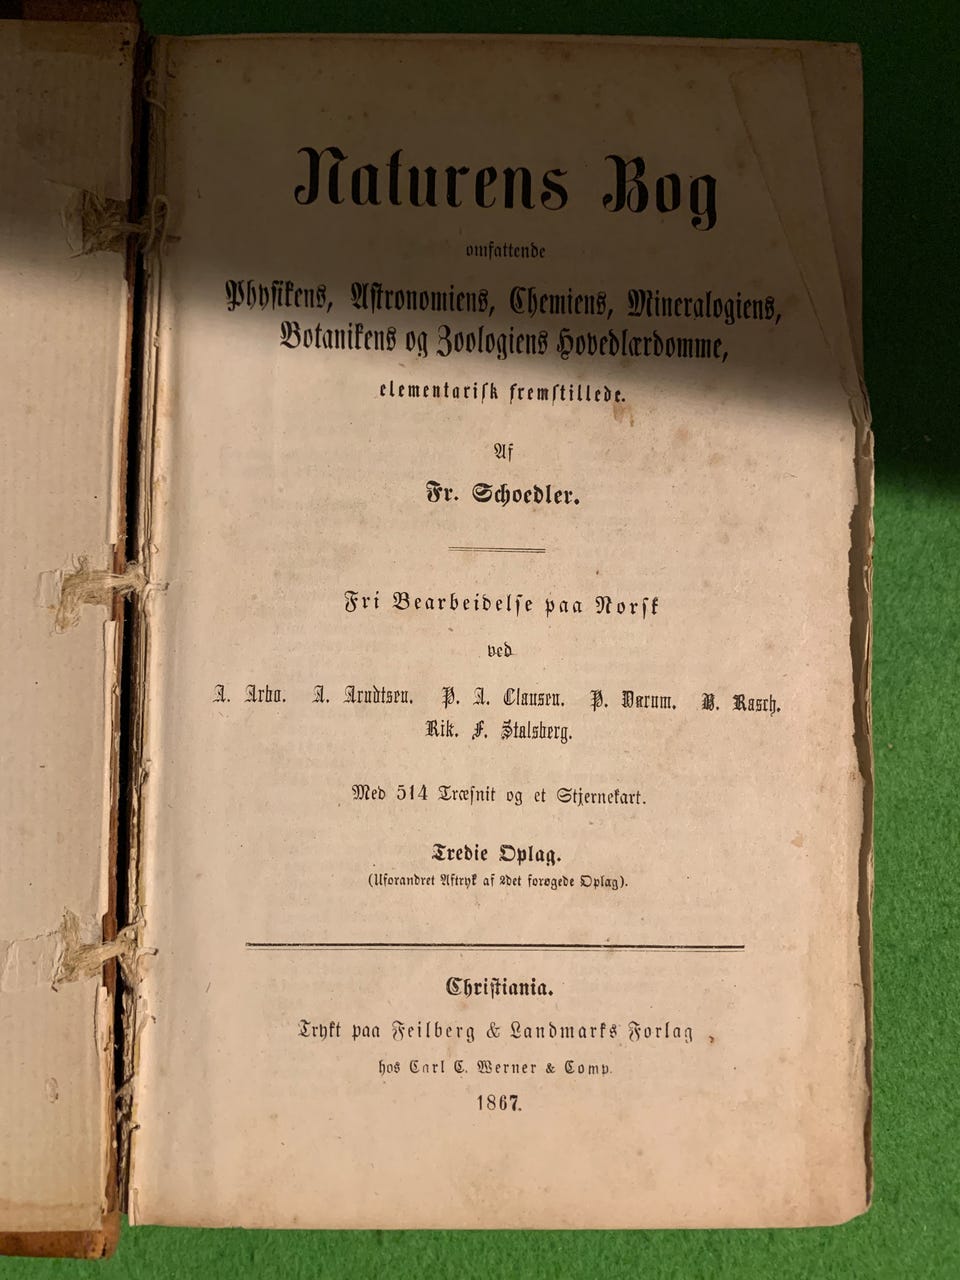 Naturens Bog
omfattende
Physikens, Astronomiens, Chemiens, Mineralogiens,
Botanikens og Zoologiens Hovedlærdomme,
elementarisk fremstillede.
Af
Fr. Schoedler.
Fri Bearbeidelse paa Norsk
ved
A. Arbo. A. Arndtsen. P. A. Clausen. P. Waage. H. Rasch.
Nik. F. Stalsberg.
Med 514 Træsnit og et Stjernekart.
Tredie Oplag.
(Uforandret Aftryk af 2det forøgede Oplag).
Christiania.
Trykt paa Feilberg & Landmarks Forlag
hos Carl C. Werner & Comp.
1867.